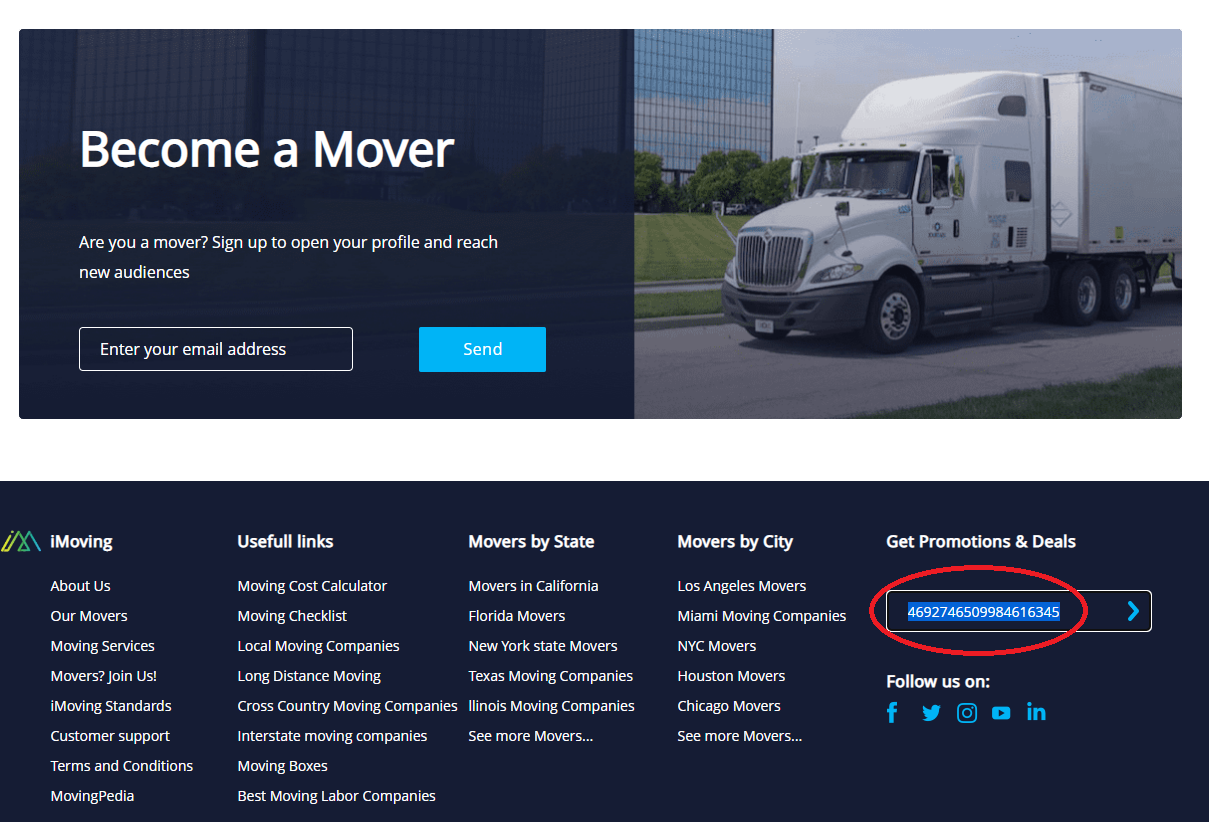 Become a Mover
Are you a mover? Sign up to open your profile and reach
new audiences
Enter your email address
Send
iMoving
About Us
Our Movers
Moving Services
Movers? Join Us!
iMoving Standards
Customer support
Terms and Conditions
MovingPedia
Usefull links
Moving Cost Calculator
Moving Checklist
Local Moving Companies
Long Distance Moving
Cross Country Moving Companies
Interstate moving companies
Moving Boxes
Best Moving Labor Companies
Movers by State
Movers in California
Florida Movers
New York state Movers
Texas Moving Companies
llinois Moving Companies
See more Movers...
Movers by City
Los Angeles Movers
Miami Moving Companies
NYC Movers
Houston Movers
Chicago Movers
See more Movers...
Get Promotions & Deals
4692746509984616345
Follow us on: